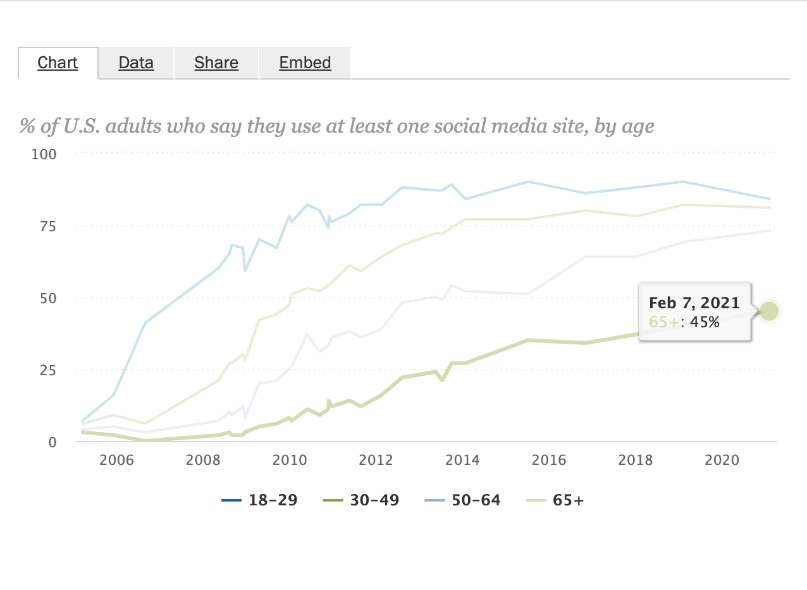 Chart Data Share Embed
% of U.S. adults who say they use at least one social media site, by age
100
75
50
25
0
Feb 7, 2021
65+: 45%
2006 2008 2010 2012 2014 2016 2018 2020
18–29 30–49 50–64 65+